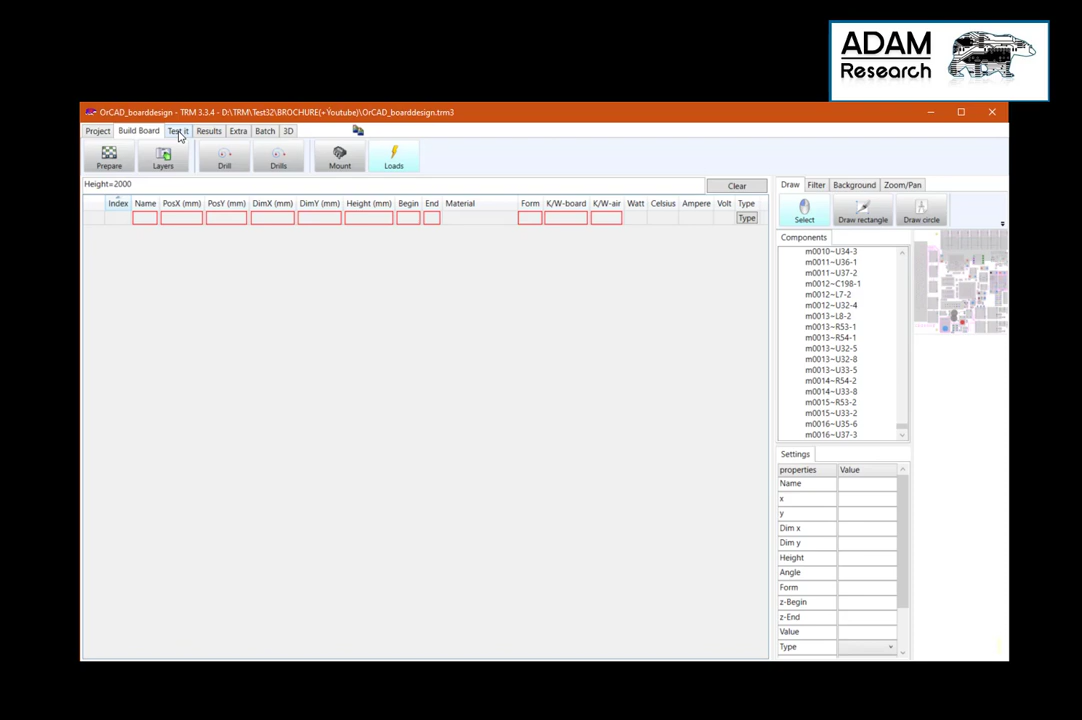 ADAM
Research
OrCAD_boarddesign - TRM 3.3.4 - D:\TRM\Test32\BROCHURE(+Ýoutube)\OrCAD_boarddesign.trm3
Project Build Board Test it Results Extra Batch 3D
Prepare Layers Drill Drills Mount Loads
Height=2000 Clear
Draw Filter Background Zoom/Pan
Index Name PosX (mm) PosY (mm) DimX (mm) DimY (mm) Height (mm) Begin End Material Form K/W-board K/W-air Watt Celsius Ampere Volt Type
Type
Select Draw rectangle Draw circle
Components
m0010~U34-3
m0011~U36-1
m0011~U37-2
m0012~C198-1
m0012~L7-2
m0012~U32-4
m0013~L8-2
m0013~R53-1
m0013~R54-1
m0013~U32-5
m0013~U32-8
m0013~U33-5
m0014~R54-2
m0014~U33-8
m0015~R53-2
m0015~U33-2
m0016~U35-6
m0016~U37-3
Settings
properties Value
Name
x
y
Dim x
Dim y
Height
Angle
Form
z-Begin
z-End
Value
Type